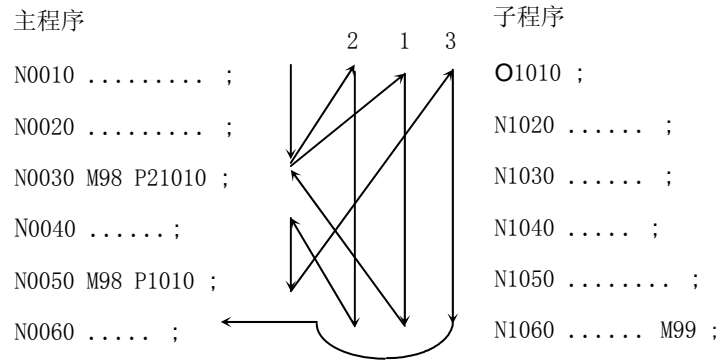 主程序
N0010 ......... ;
N0020 ......... ;
N0030 M98 P21010 ;
N0040 ......;
N0050 M98 P1010 ;
N0060 ..... ;
2 1 3
子程序
O1010 ;
N1020 ...... ;
N1030 ...... ;
N1040 ..... ;
N1050 ........ ;
N1060 ...... M99 ;